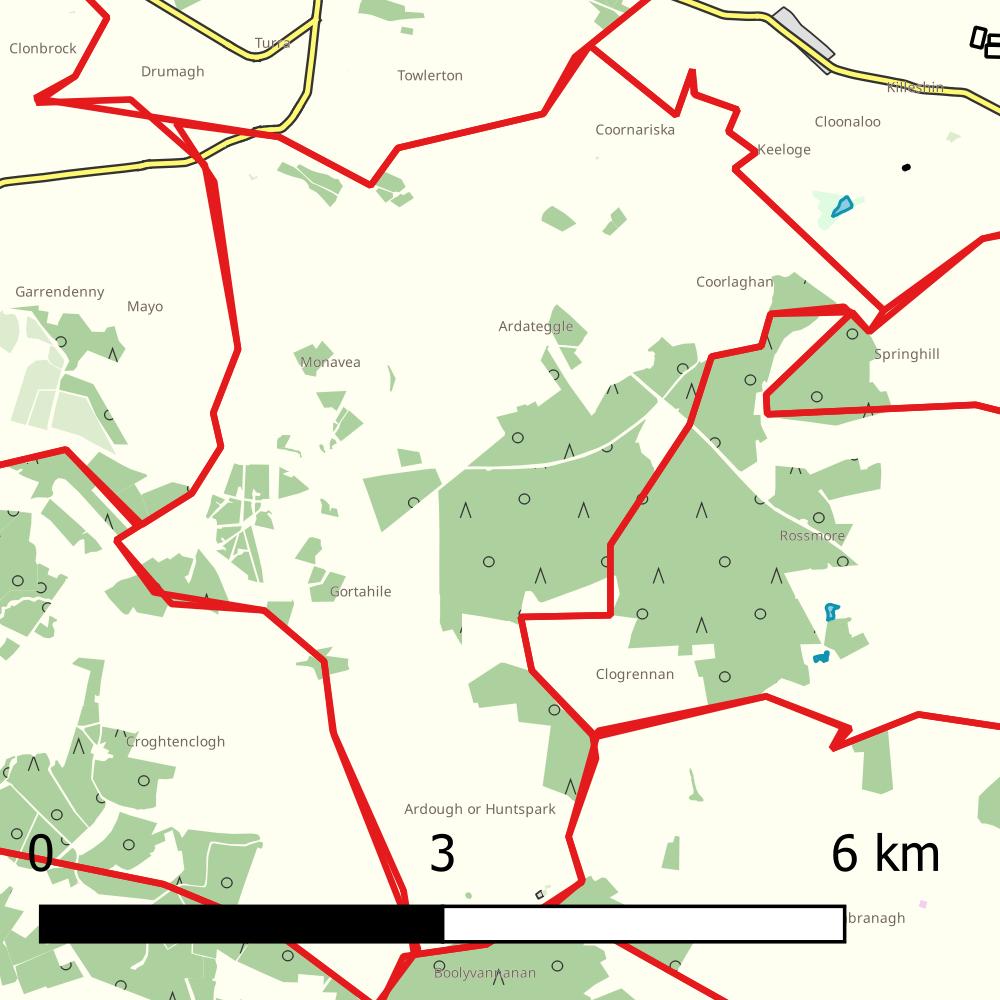 Clonbrock
Turra
Drumagh
Towlerton
Killeshin
Coornariska
Cloonaloo
Keeloge
Coorlaghan
Garrendenny
Mayo
Ardateggle
Monavea
Springhill
Rossmore
Gortahile
Clogrennan
Croghtenclogh
Ardough or Huntspark
0
3
6 km
branagh
Boolyvannanan